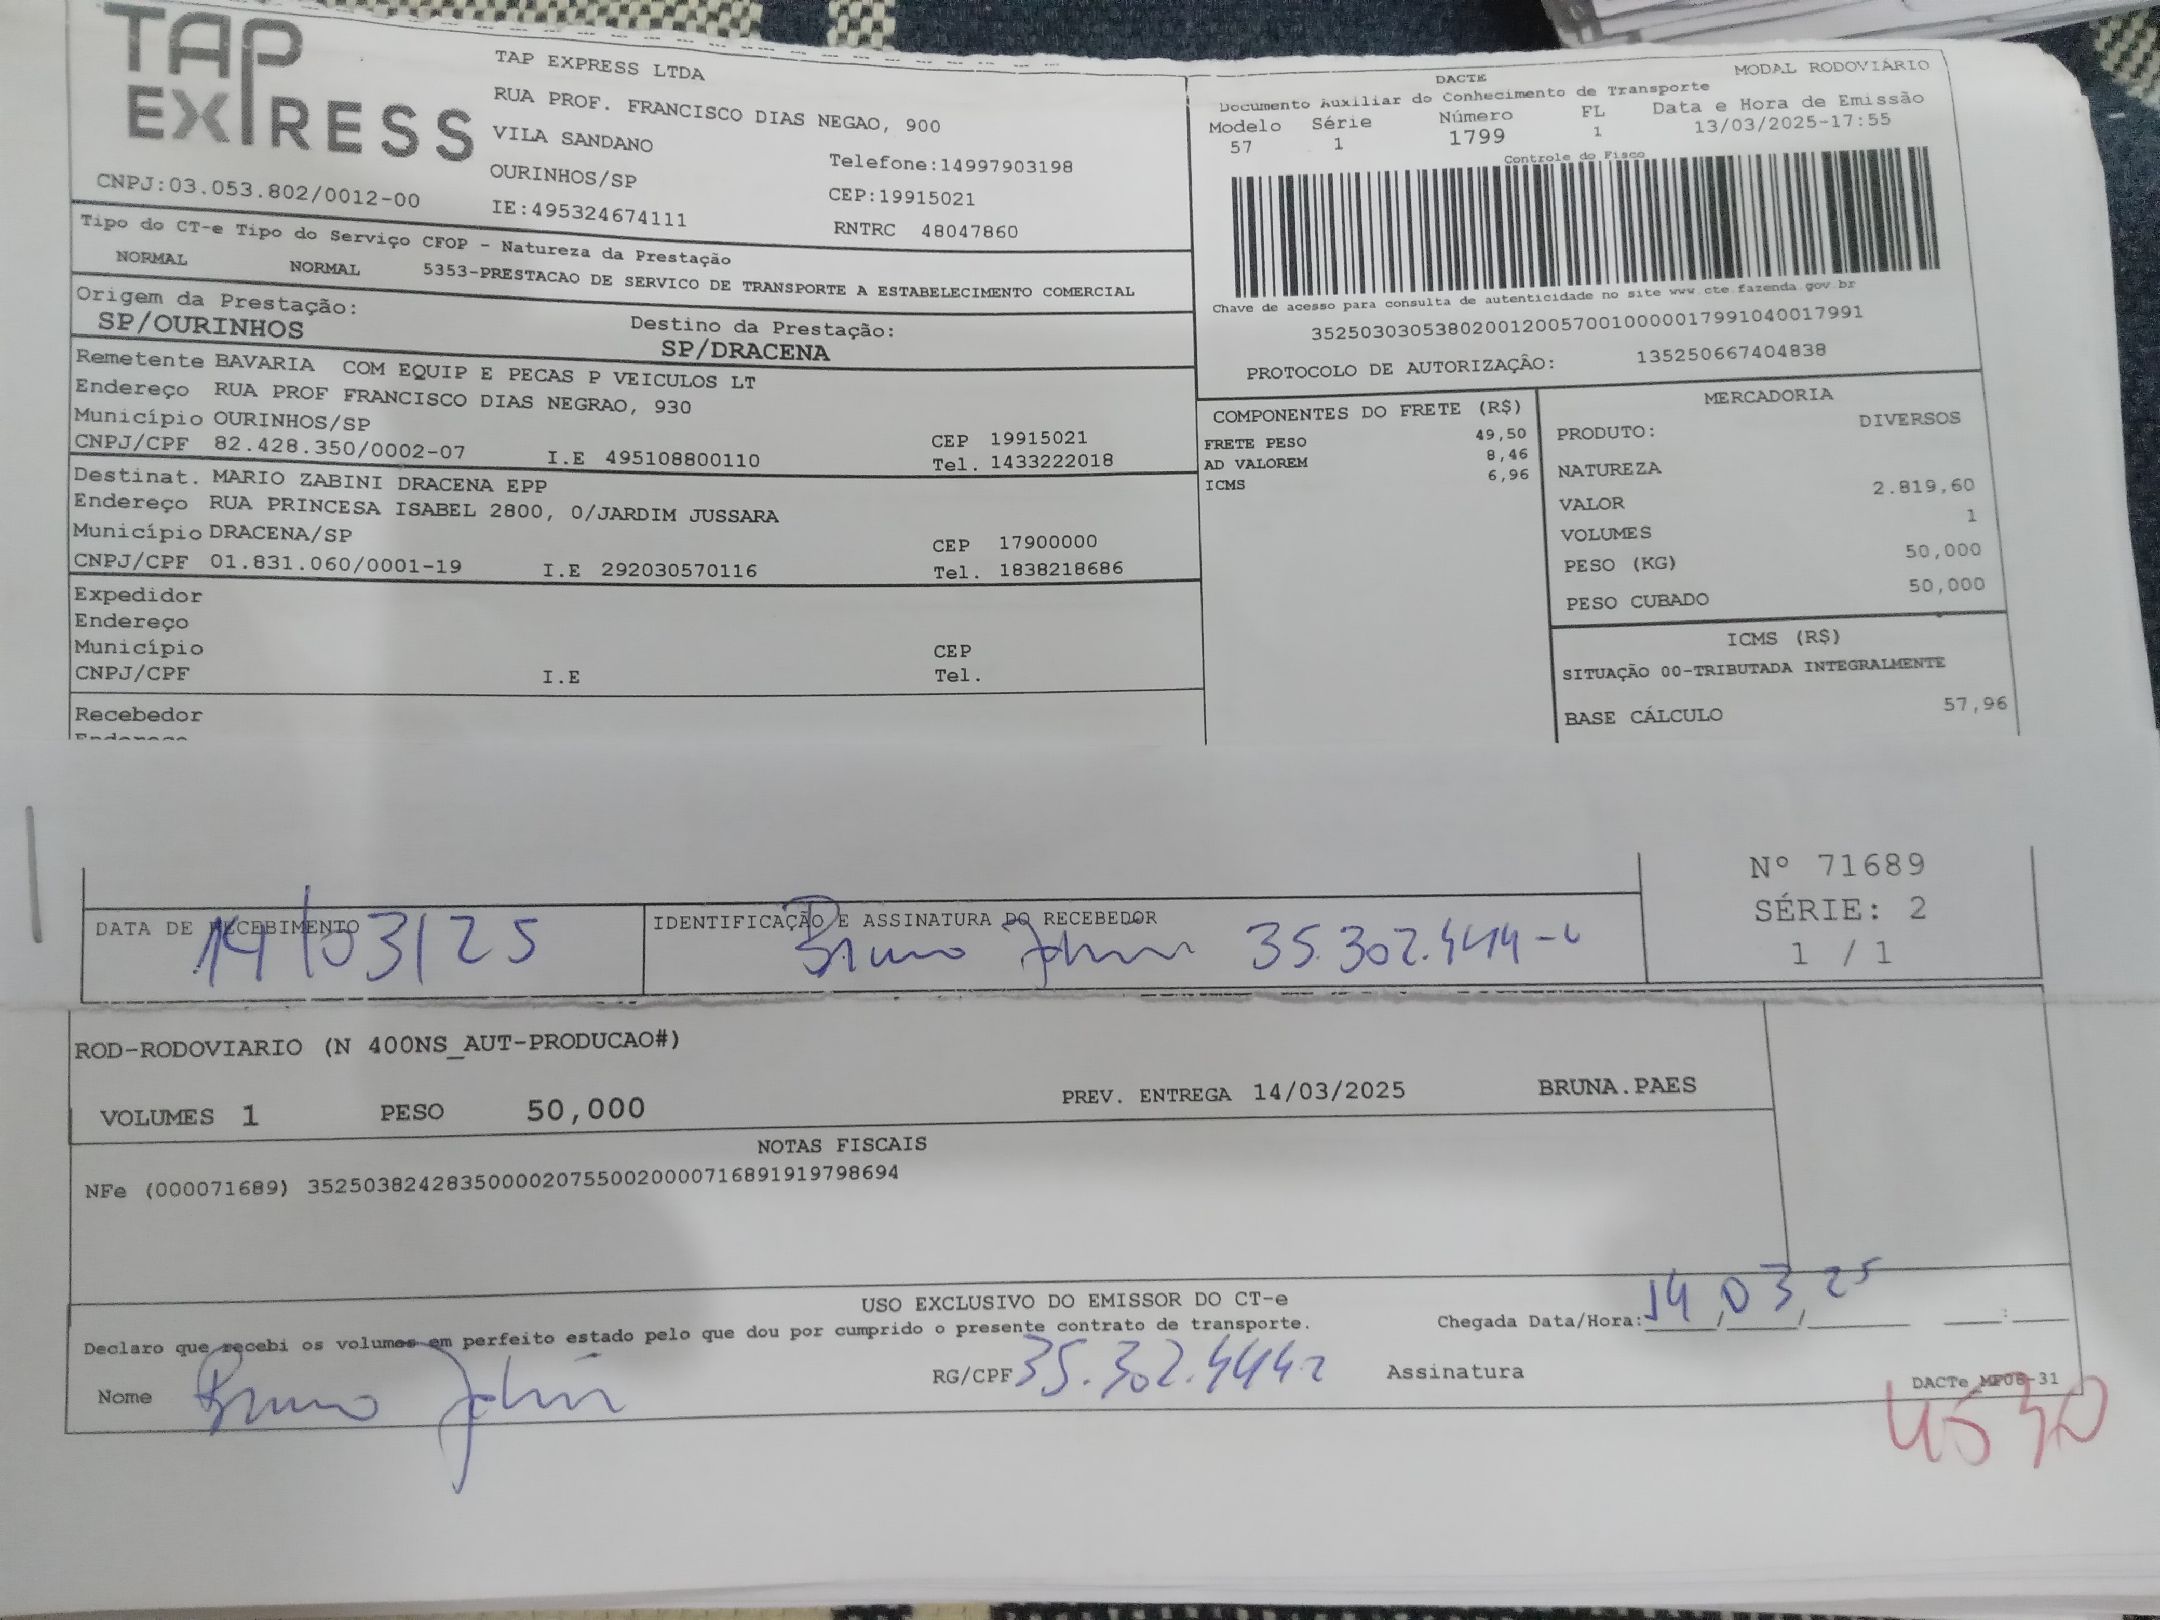 TAP EXPRESS
TAP EXPRESS LTDA
RUA PROF. FRANCISCO DIAS NEGAO, 900
VILA SANDANO
Telefone:14997903198
OURINHOS/SP
CEP:19915021
CNPJ:03.053.802/0012-00
IE:495324674111
RNTRC 48047860
DACTE
MODAL RODOVIÁRIO
Documento Auxiliar do Conhecimento de Transporte
Modelo Série Número FL Data e Hora de Emissão
57 1 1799 1 13/03/2025-17:55
Controle do Fisco
Chave de acesso para consulta de autenticidade no site www.cte.fazenda.gov.br
35250303053802001200570010000017991040017991
PROTOCOLO DE AUTORIZAÇÃO: 135250667404838
Tipo do CT-e Tipo do Serviço CFOP - Natureza da Prestação
NORMAL NORMAL 5353-PRESTACAO DE SERVICO DE TRANSPORTE A ESTABELECIMENTO COMERCIAL
Origem da Prestação: Destino da Prestação:
SP/OURINHOS SP/DRACENA
Remetente BAVARIA COM EQUIP E PECAS P VEICULOS LT
Endereço RUA PROF FRANCISCO DIAS NEGRAO, 930
Município OURINHOS/SP CEP 19915021
CNPJ/CPF 82.428.350/0002-07 I.E 495108800110 Tel. 1433222018
Destinat. MARIO ZABINI DRACENA EPP
Endereço RUA PRINCESA ISABEL 2800, 0/JARDIM JUSSARA
Município DRACENA/SP CEP 17900000
CNPJ/CPF 01.831.060/0001-19 I.E 292030570116 Tel. 1838218686
Expedidor
Endereço
Município CEP
CNPJ/CPF I.E Tel.
Recebedor
Endereço
COMPONENTES DO FRETE (R$)
FRETE PESO 49,50
AD VALOREM 8,46
ICMS 6,96
MERCADORIA
PRODUTO: DIVERSOS
NATUREZA
VALOR 2.819,60
VOLUMES 1
PESO (KG) 50,000
PESO CUBADO 50,000
ICMS (R$)
SITUAÇÃO 00-TRIBUTADA INTEGRALMENTE
BASE CÁLCULO 57,96
Nº 71689
SÉRIE: 2
1 / 1
DATA DE RECEBIMENTO
14/03/25
IDENTIFICAÇÃO E ASSINATURA DO RECEBEDOR
Bruno
ROD-RODOVIARIO (N 400NS_AUT-PRODUCAO#)
VOLUMES 1 PESO 50,000 PREV. ENTREGA 14/03/2025 BRUNA.PAES
NOTAS FISCAIS
NFe (000071689) 35250382428350000207550020000716891919798694
USO EXCLUSIVO DO EMISSOR DO CT-e
Declaro que recebi os volumes em perfeito estado pelo que dou por cumprido o presente contrato de transporte.
Chegada Data/Hora: 14/03/25
Nome Bruno RG/CPF Assinatura